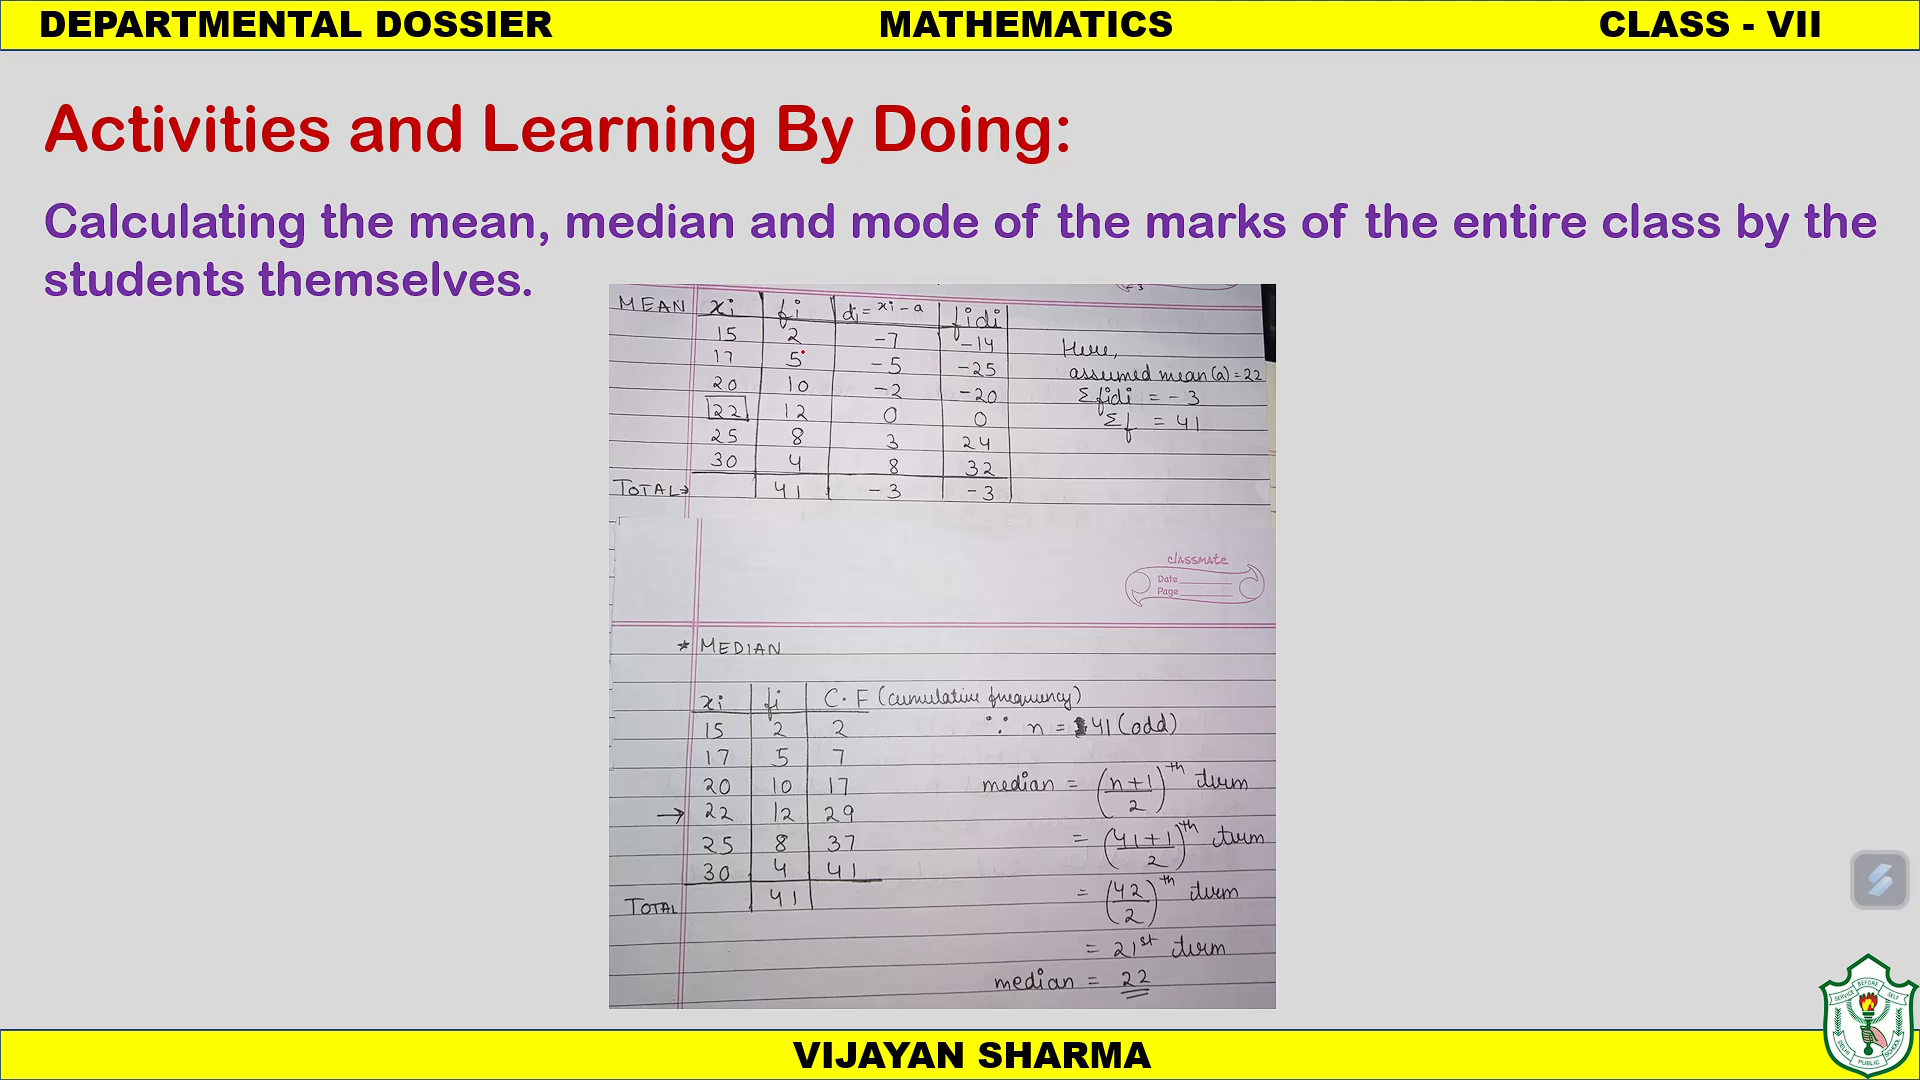 DEPARTMENTAL DOSSIER MATHEMATICS CLASS - VII
Activities and Learning By Doing:
Calculating the mean, median and mode of the marks of the entire class by the
students themselves.
MEAN xi fi di = xi - a fidi
15 2 -7 -14
17 5 -5 -25
20 10 -2 -20
22 12 0 0
25 8 3 24
30 4 8 32
TOTAL→ 41 -3 -3
Here,
assumed mean (a) = 22
Σfidi = -3
Σf = 41
classmate
Date
Page
* MEDIAN
xi fi C.F (cumulative frequency)
15 2 2
17 5 7
20 10 17
→ 22 12 29
25 8 37
30 4 41
TOTAL 41
∵ n = 41 (odd)
median = (n+1/2)th term
= (41+1/2)th term
= (42/2)th term
= 21st term
median = 22
SERVICE BEFORE SELF
DELHI PUBLIC SCHOOL
VIJAYAN SHARMA